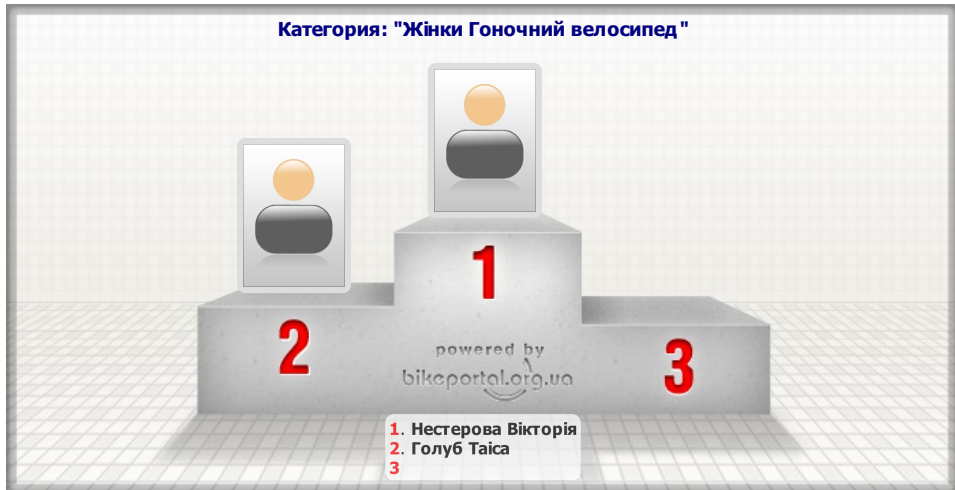 Категория: "Жінки Гоночний велосипед"
1
2
3
powered by
bikeportal.org.ua
1. Нестерова Вікторія
2. Голуб Таіса
3